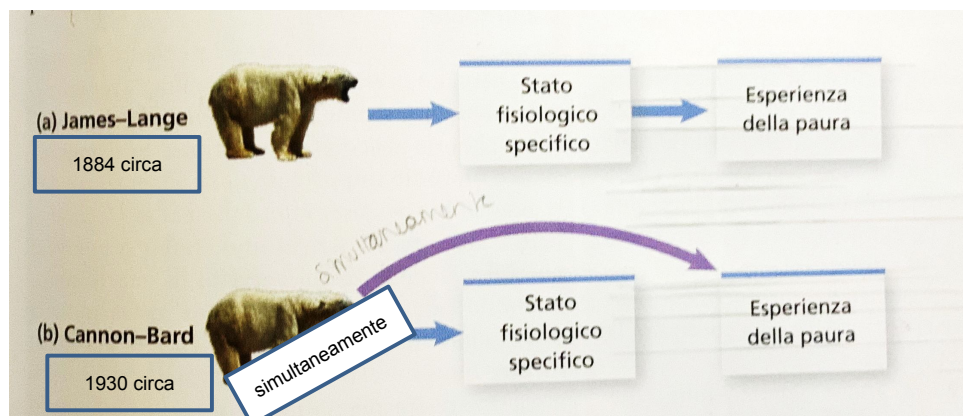 (a) James–Lange
1884 circa
Stato
fisiologico
specifico
Esperienza
della paura
simultaneamente
(b) Cannon–Bard
1930 circa
simultaneamente
Stato
fisiologico
specifico
Esperienza
della paura